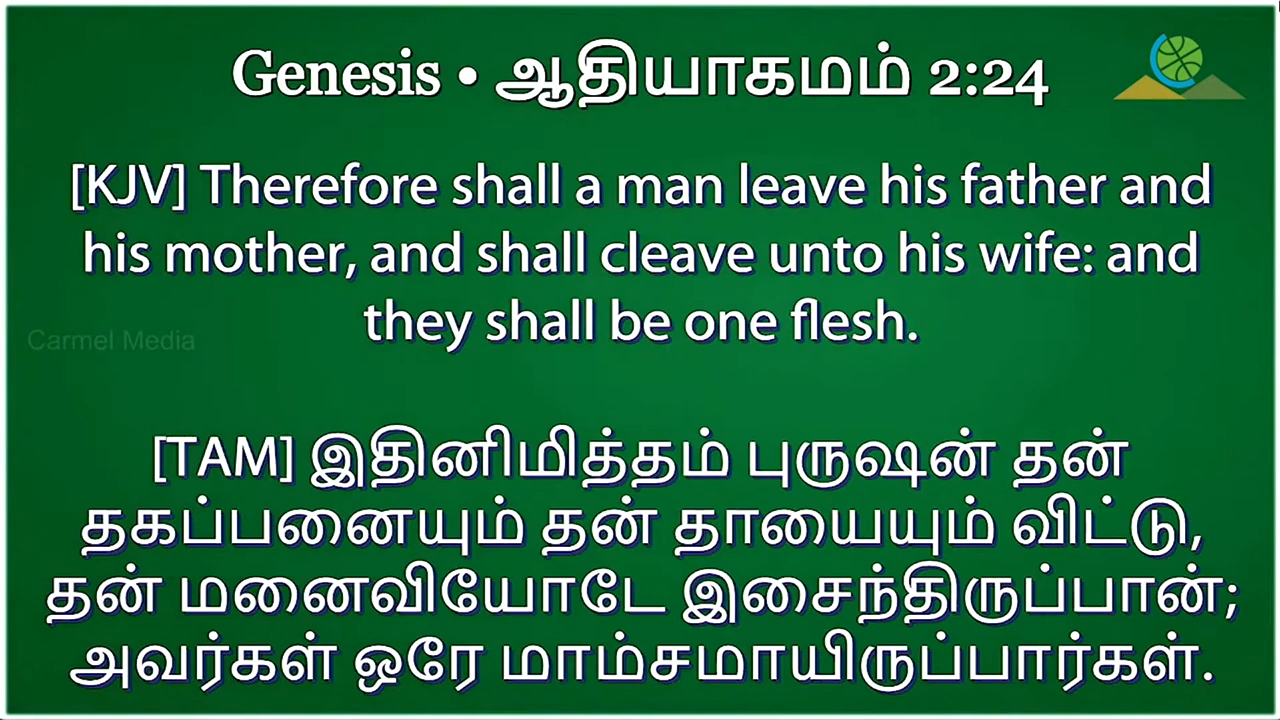 Genesis • ஆதியாகமம் 2:24
[KJV] Therefore shall a man leave his father and
his mother, and shall cleave unto his wife: and
they shall be one flesh.
Carmel Media
[TAM] இதினிமித்தம் புருஷன் தன்
தகப்பனையும் தன் தாயையும் விட்டு,
தன் மனைவியோடே இசைந்திருப்பான்;
அவர்கள் ஒரே மாம்சமாயிருப்பார்கள்.